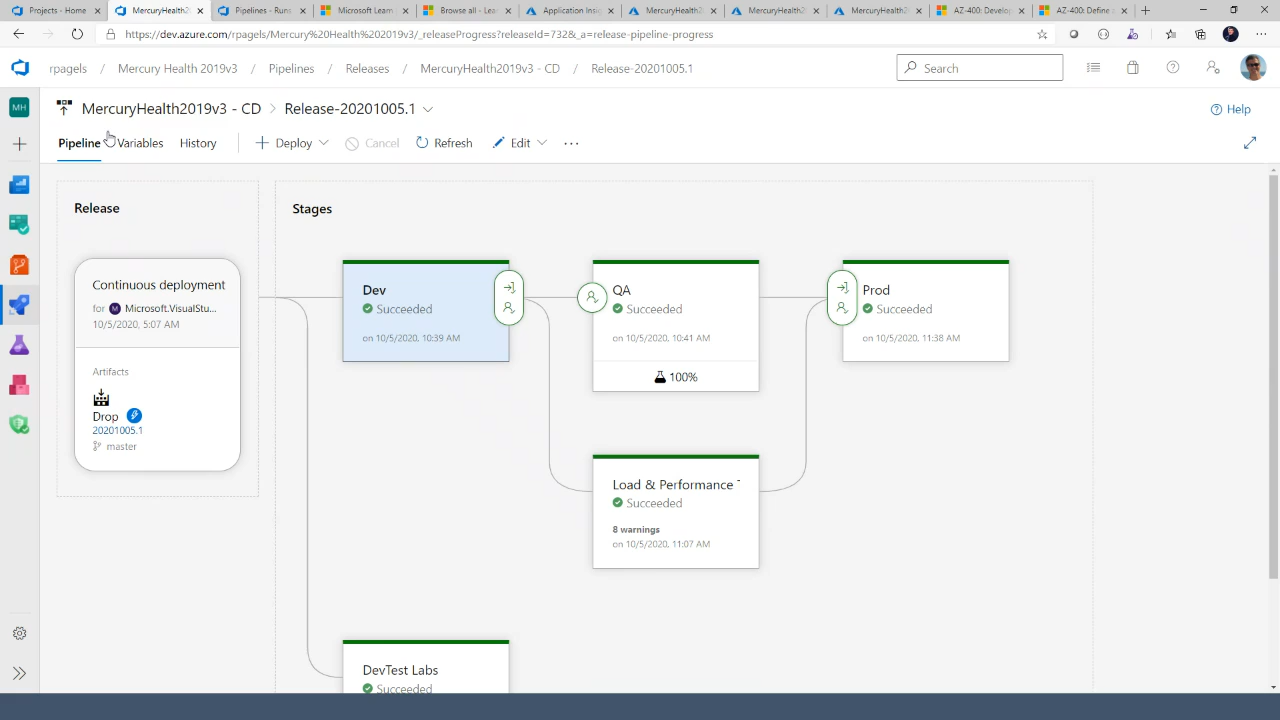 Projects - Home
MercuryHealth2
Pipelines - Runs
Microsoft Learn
Browse all - Lea
Application Insi
MercuryHealth2
MercuryHealth2
MercuryHealth2
AZ-400: Develop
AZ-400: Define a
https://dev.azure.com/rpagels/Mercury%20Health%202019v3/_releaseProgress?releaseId=732&_a=release-pipeline-progress
rpagels / Mercury Health 2019v3 / Pipelines / Releases / MercuryHealth2019v3 - CD / Release-20201005.1
Search
MH
MercuryHealth2019v3 - CD > Release-20201005.1
Help
Pipeline Variables History
Deploy Cancel Refresh Edit ...
Release
Continuous deployment
for M Microsoft.VisualStu...
10/5/2020, 5:07 AM
Artifacts
Drop
20201005.1
master
Stages
Dev
Succeeded
on 10/5/2020, 10:39 AM
QA
Succeeded
on 10/5/2020, 10:41 AM
100%
Prod
Succeeded
on 10/5/2020, 11:38 AM
Load & Performance
Succeeded
8 warnings
on 10/5/2020, 11:07 AM
DevTest Labs
Succeeded